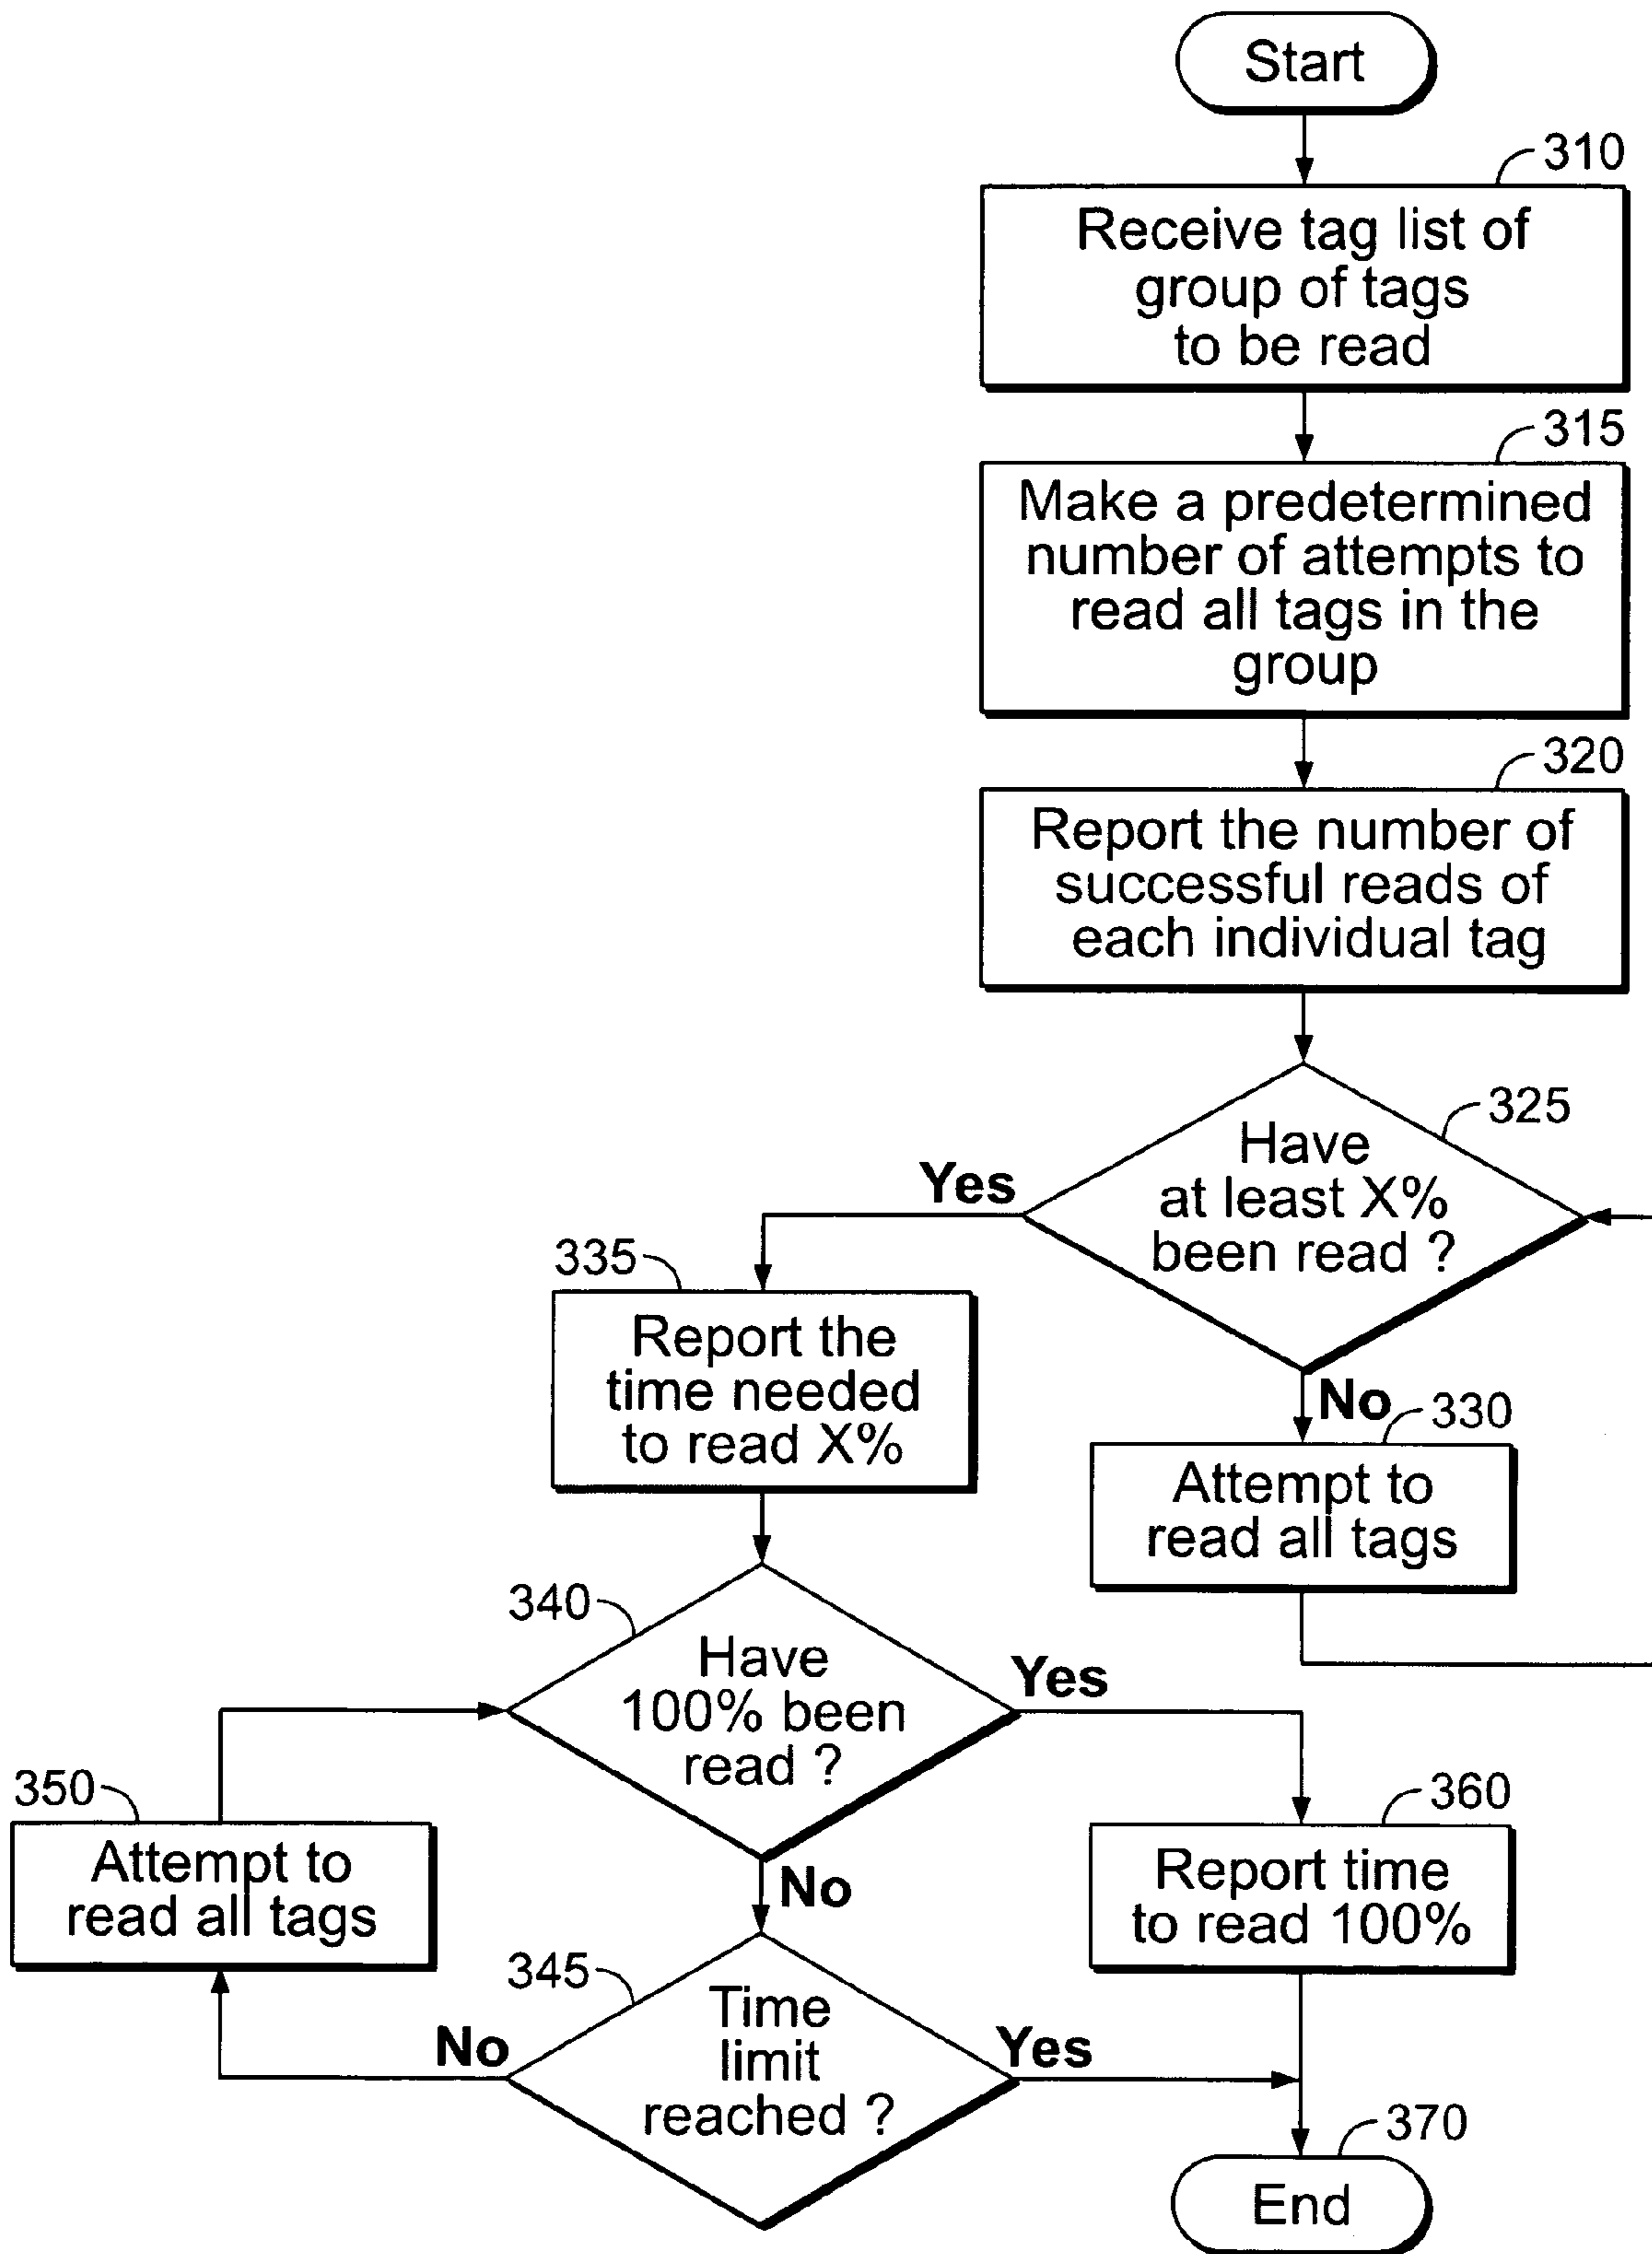 Start
310
Receive tag list of
group of tags
to be read
315
Make a predetermined
number of attempts to
read all tags in the
group
320
Report the number of
successful reads of
each individual tag
325
Have
at least X%
been read ?
Yes
No
335
Report the
time needed
to read X%
330
Attempt to
read all tags
340
Have
100% been
read ?
Yes
No
350
Attempt to
read all tags
360
Report time
to read 100%
345
Time
limit
reached ?
No
Yes
370
End